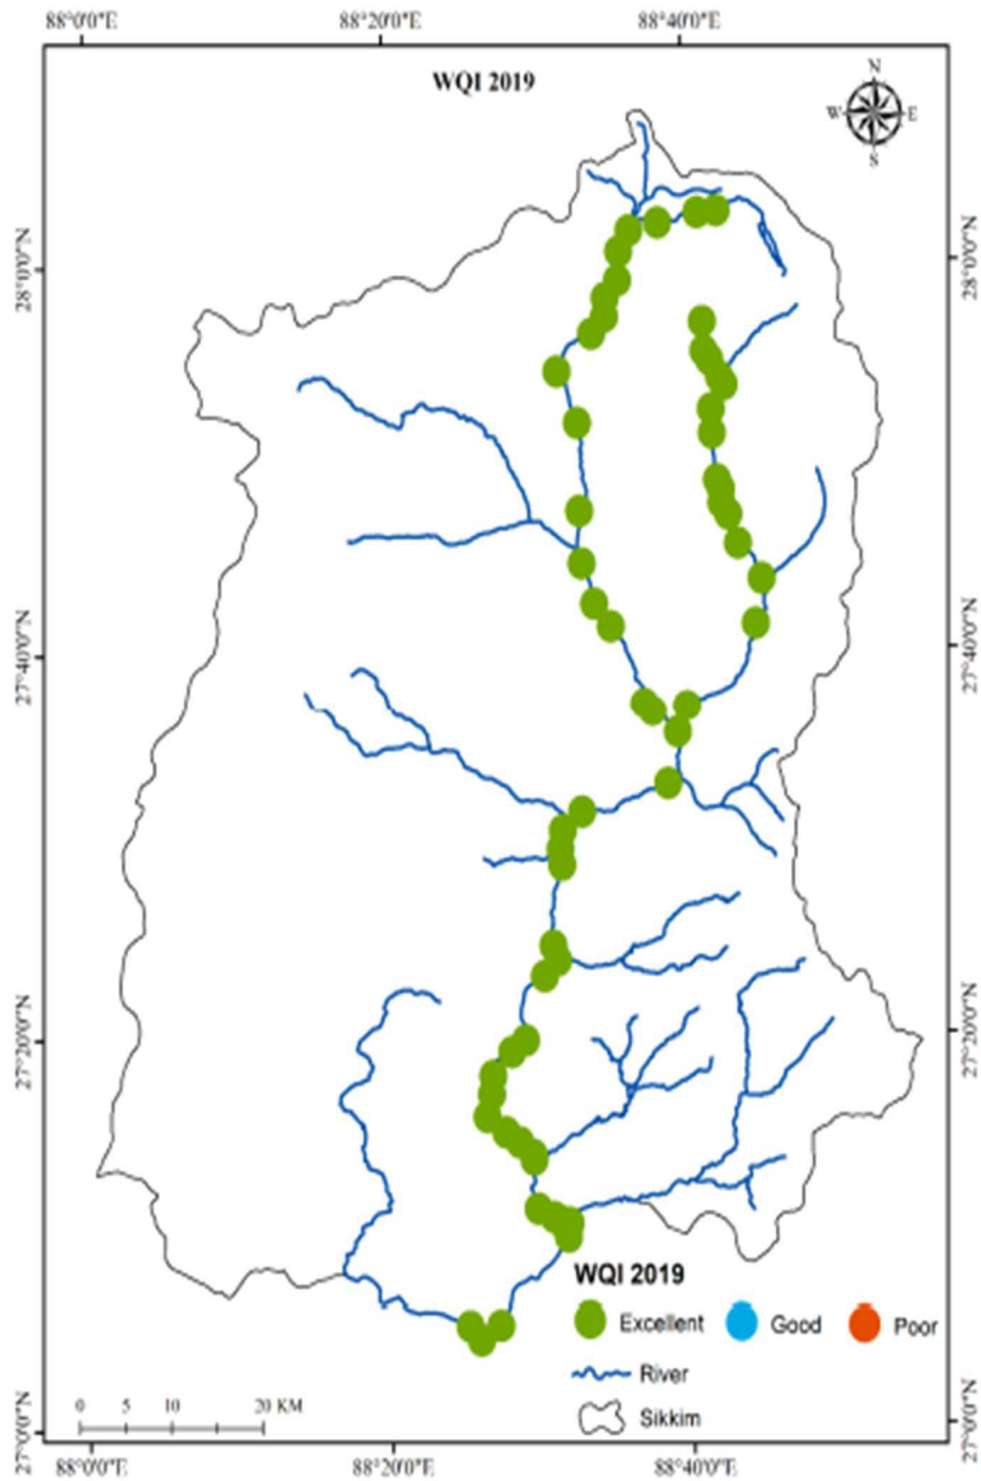 88°0'0"E 88°20'0"E 88°40'0"E
WQI 2019
N
W E
S
28°0'0"N 28°0'0"N
27°40'0"N 27°40'0"N
27°20'0"N 27°20'0"N
27°0'0"N 27°0'0"N
WQI 2019
Excellent Good Poor
River
Sikkim
0 5 10 20 KM
88°0'0"E 88°20'0"E 88°40'0"E